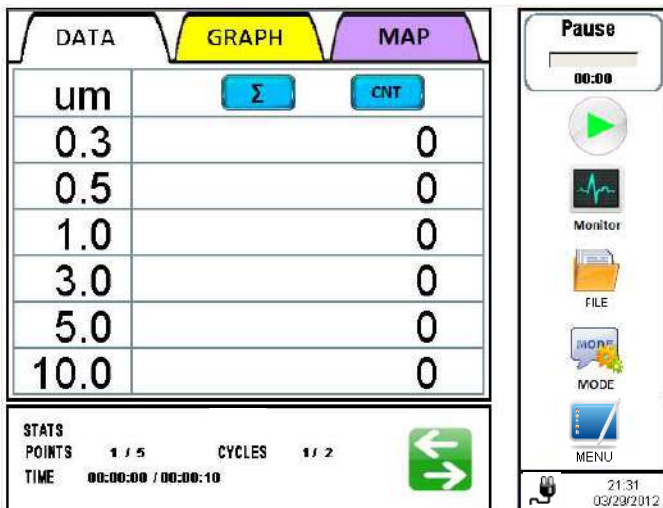 DATA GRAPH MAP
um Σ CNT
0.3 0
0.5 0
1.0 0
3.0 0
5.0 0
10.0 0
STATS
POINTS 1 / 5 CYCLES 1 / 2
TIME 00:00:00 / 00:00:10
Pause
00:00
Monitor
FILE
MODE
MODE
MENU
21:31
03/29/2012